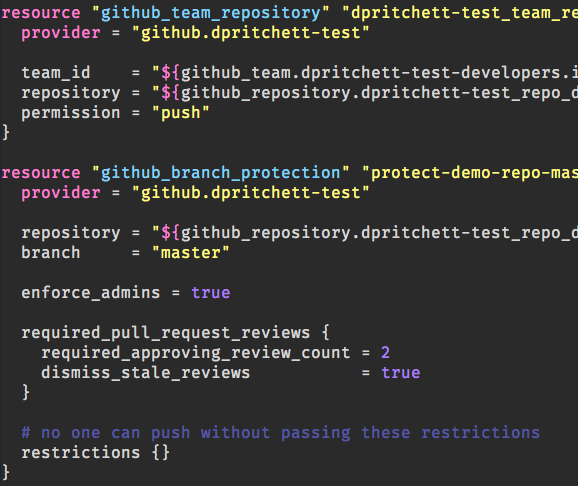 resource "github_team_repository" "dpritchett-test_team_re
  provider = "github.dpritchett-test"

  team_id    = "${github_team.dpritchett-test-developers.i
  repository = "${github_repository.dpritchett-test_repo_d
  permission = "push"
}

resource "github_branch_protection" "protect-demo-repo-mas
  provider = "github.dpritchett-test"

  repository = "${github_repository.dpritchett-test_repo_d
  branch     = "master"

  enforce_admins = true

  required_pull_request_reviews {
    required_approving_review_count = 2
    dismiss_stale_reviews           = true
  }

  # no one can push without passing these restrictions
  restrictions {}
}